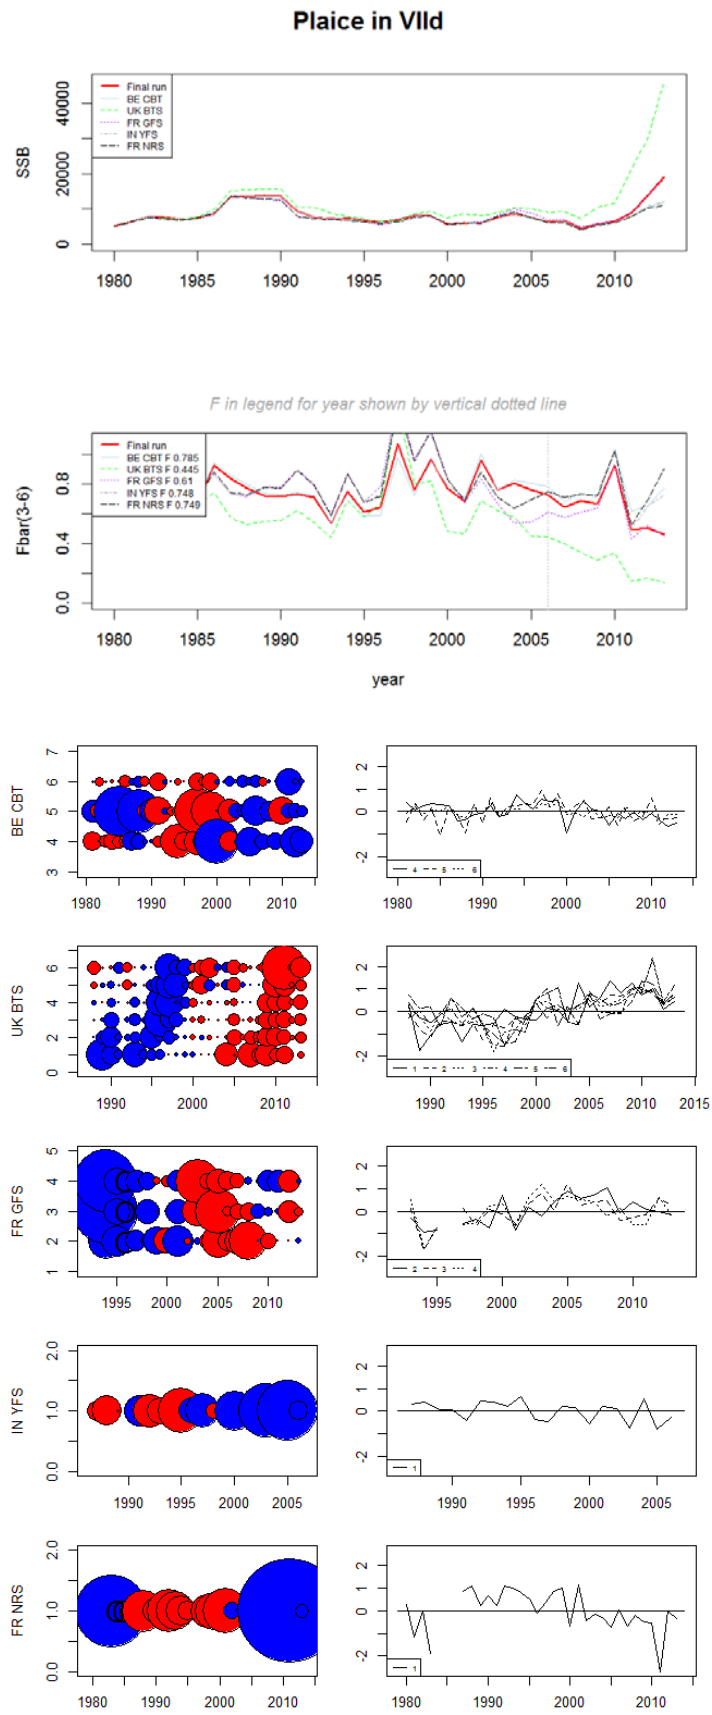 Plaice in VIId
SSB
0 20000 40000
Final run
BE CBT
UK BTS
FR GFS
IN YFS
FR NRS
1980 1985 1990 1995 2000 2005 2010
F in legend for year shown by vertical dotted line
Fbar(3-6)
0.0 0.4 0.8
Final run
BE CBT F 0.785
UK BTS F 0.445
FR GFS F 0.61
IN YFS F 0.748
FR NRS F 0.749
1980 1985 1990 1995 2000 2005 2010
year
BE CBT
3 4 5 6 7
1980 1990 2000 2010
-2 0 1 2
4 5 6
1980 1990 2000 2010
UK BTS
0 2 4 6
1990 2000 2010
-2 0 1 2
1 2 3 4 5 6
1990 1995 2000 2005 2010 2015
FR GFS
1 2 3 4 5
1995 2000 2005 2010
-2 0 1 2
2 3 4
1995 2000 2005 2010
IN YFS
0.0 1.0 2.0
1990 1995 2000 2005
-2 0 1 2
1
1990 1995 2000 2005
FR NRS
0.0 1.0 2.0
1980 1990 2000 2010
-2 0 1 2
1
1980 1990 2000 2010